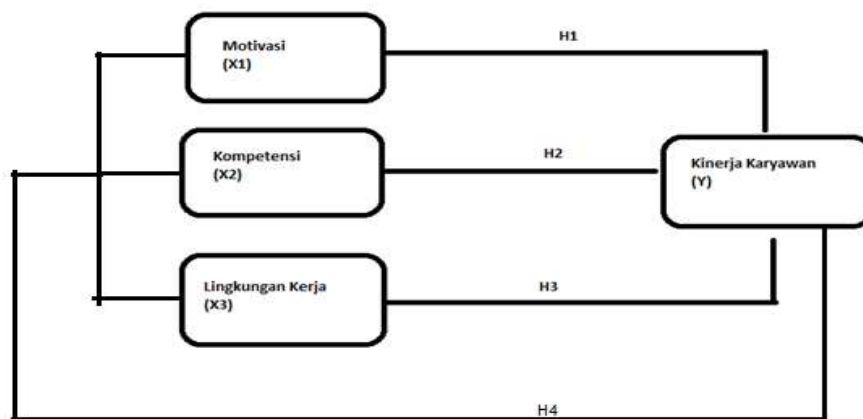 Motivasi
(X1)
H1
Kompetensi
(X2)
H2
Kinerja Karyawan
(Y)
Lingkungan Kerja
(X3)
H3
H4